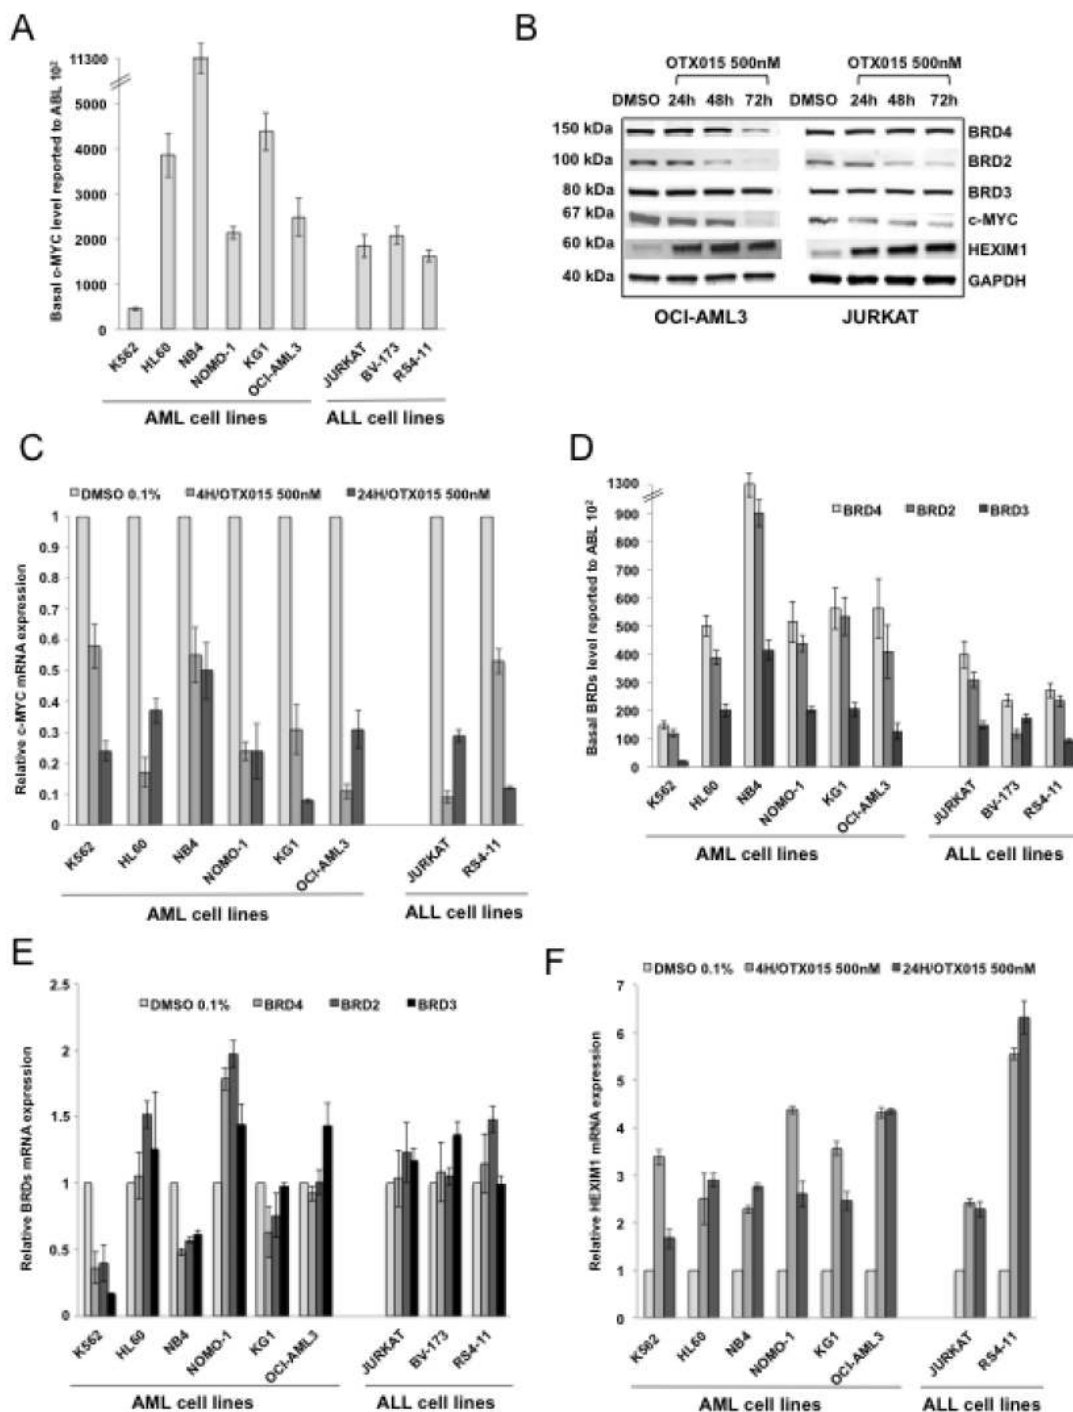 A
Basal c-MYC level reported to ABL 10²
11300
5000
4000
3000
2000
1000
0
K562
HL60
NB4
NOMO-1
KG1
OCI-AML3
JURKAT
BV-173
RS4-11
AML cell lines
ALL cell lines
B
OTX015 500nM
OTX015 500nM
DMSO 24h 48h 72h
DMSO 24h 48h 72h
150 kDa
100 kDa
80 kDa
67 kDa
60 kDa
40 kDa
BRD4
BRD2
BRD3
c-MYC
HEXIM1
GAPDH
OCI-AML3
JURKAT
C
DMSO 0.1% 4H/OTX015 500nM 24H/OTX015 500nM
Relative c-MYC mRNA expression
1
0.9
0.8
0.7
0.6
0.5
0.4
0.3
0.2
0.1
0
K562
HL60
NB4
NOMO-1
KG1
OCI-AML3
JURKAT
RS4-11
AML cell lines
ALL cell lines
D
Basal BRDs level reported to ABL 10²
BRD4 BRD2 BRD3
1300
900
800
700
600
500
400
300
200
100
0
K562
HL60
NB4
NOMO-1
KG1
OCI-AML3
JURKAT
BV-173
RS4-11
AML cell lines
ALL cell lines
E
DMSO 0.1% BRD4 BRD2 BRD3
Relative BRDs mRNA expression
2.5
2
1.5
1
0.5
0
K562
HL60
NB4
NOMO-1
KG1
OCI-AML3
JURKAT
BV-173
RS4-11
AML cell lines
ALL cell lines
F
DMSO 0.1% 4H/OTX015 500nM 24H/OTX015 500nM
Relative HEXIM1 mRNA expression
7
6
5
4
3
2
1
0
K562
HL60
NB4
NOMO-1
KG1
OCI-AML3
JURKAT
RS4-11
AML cell lines
ALL cell lines